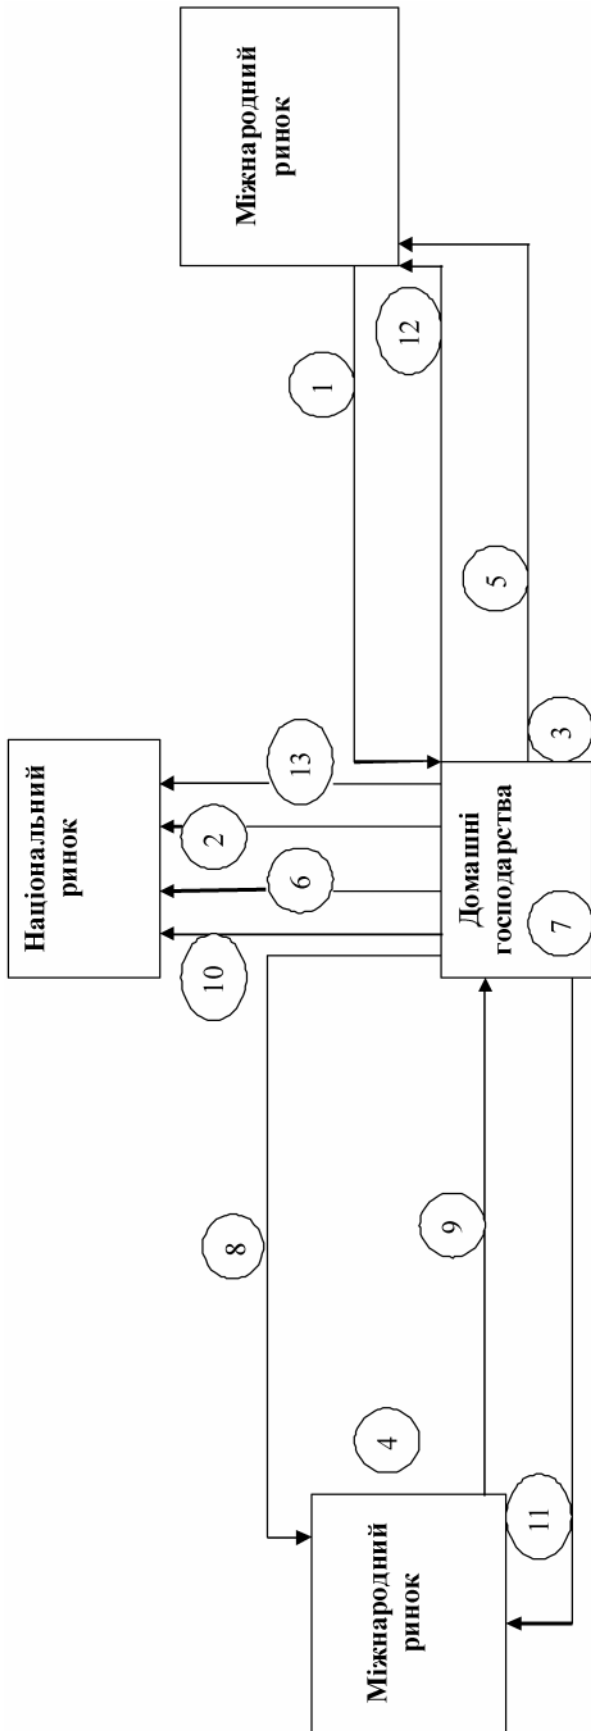 Національний
ринок
10
2
8
Міжнародний
ринок
6
13
1
Міжнародний
ринок
4
12
9
Домашні
господарства
5
11
7
3